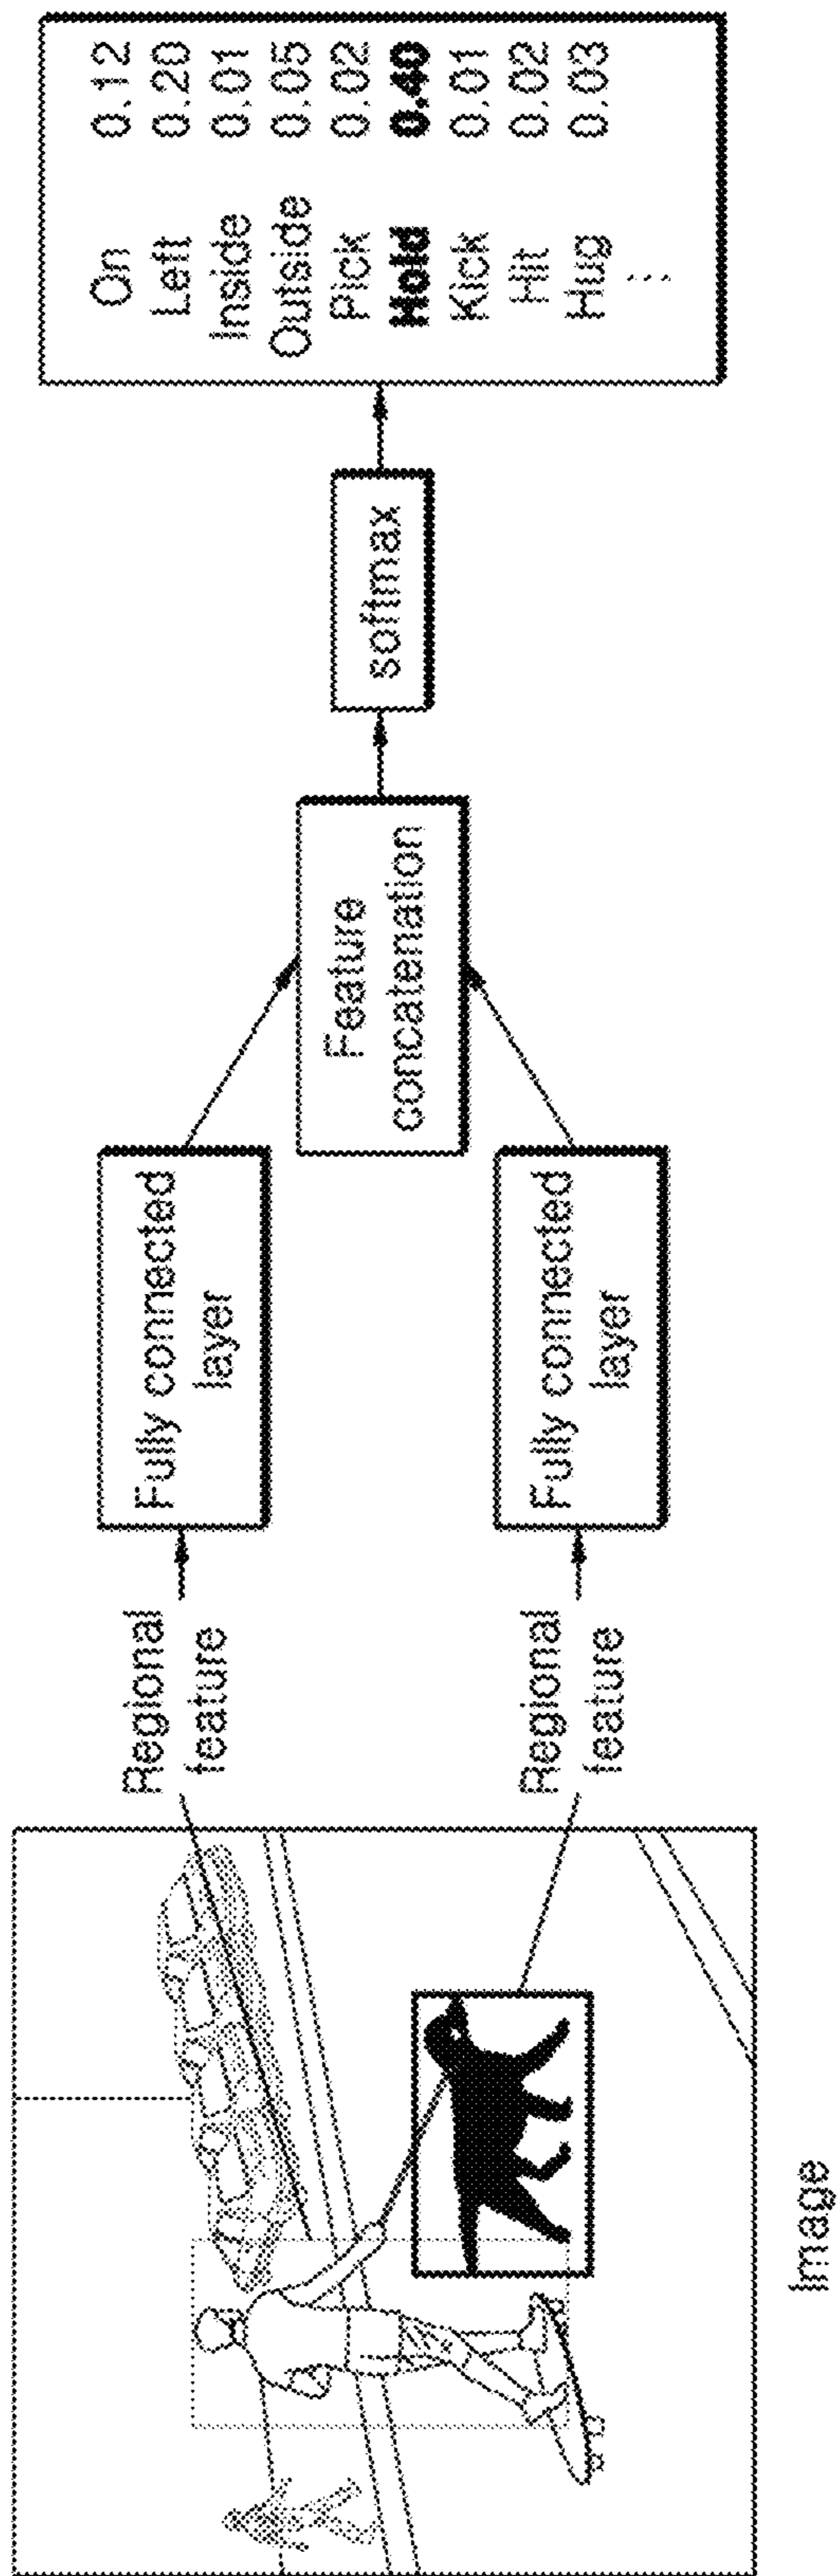 Image
Regional
feature
Regional
feature
Fully connected
layer
Fully connected
layer
Feature
concatenation
softmax
On 0.12
Left 0.20
Inside 0.01
Outside 0.05
Pick 0.02
Hold 0.40
Kick 0.01
Hit 0.02
Hug 0.03
⋮